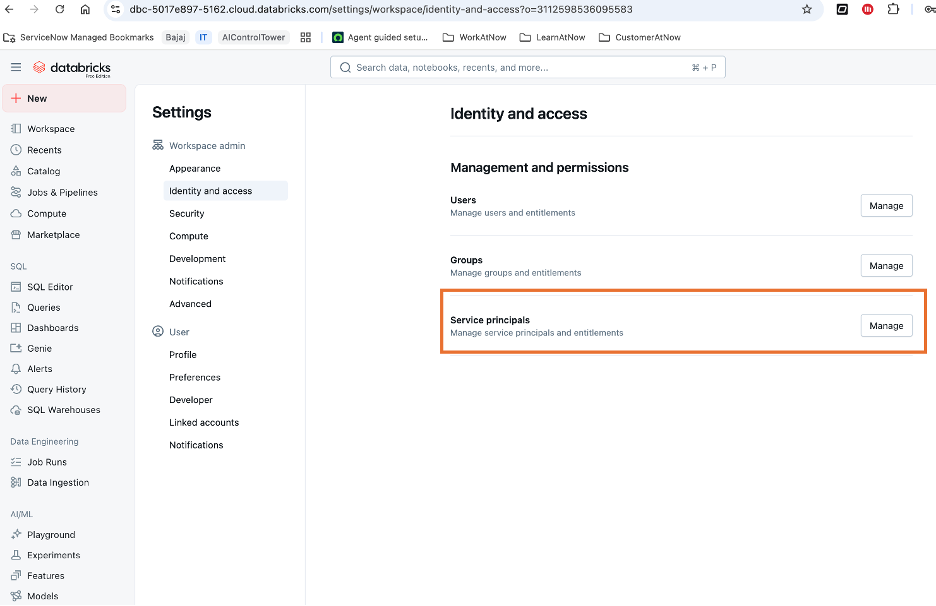 dbc-5017e897-5162.cloud.databricks.com/settings/workspace/identity-and-access?o=3112598536095583
ServiceNow Managed Bookmarks Bajaj IT AIControlTower Agent guided setu... WorkAtNow LearnAtNow CustomerAtNow
databricks
Free Edition
Search data, notebooks, recents, and more... ⌘ + P
New
Workspace
Recents
Catalog
Jobs & Pipelines
Compute
Marketplace
SQL
SQL Editor
Queries
Dashboards
Genie
Alerts
Query History
SQL Warehouses
Data Engineering
Job Runs
Data Ingestion
AI/ML
Playground
Experiments
Features
Models
Settings
Workspace admin
Appearance
Identity and access
Security
Compute
Development
Notifications
Advanced
User
Profile
Preferences
Developer
Linked accounts
Notifications
Identity and access
Management and permissions
Users
Manage users and entitlements
Manage
Groups
Manage groups and entitlements
Manage
Service principals
Manage service principals and entitlements
Manage